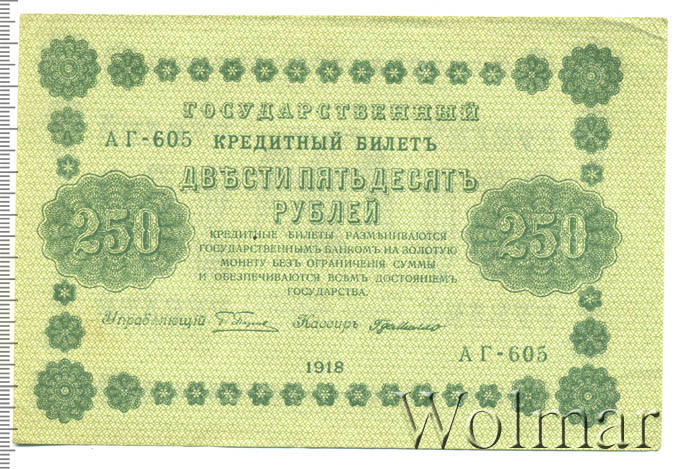 ГОСУДАРСТВЕННЫЙ
АГ-605 КРЕДИТНЫЙ БИЛЕТЪ
ДВѢСТИ ПЯТЬДЕСЯТЪ
РУБЛЕЙ
250 250
КРЕДИТНЫЕ БИЛЕТЫ РАЗМѢНИВАЮТСЯ
ГОСУДАРСТВЕННЫМЪ БАНКОМЪ НА ЗОЛОТУЮ
МОНЕТУ БЕЗЪ ОГРАНИЧЕНІЯ СУММЫ
И ОБЕЗПЕЧИВАЮТСЯ ВСѢМЪ ДОСТОЯНІЕМЪ
ГОСУДАРСТВА.
Управляющій Кассиръ
1918 АГ-605
Wolmar